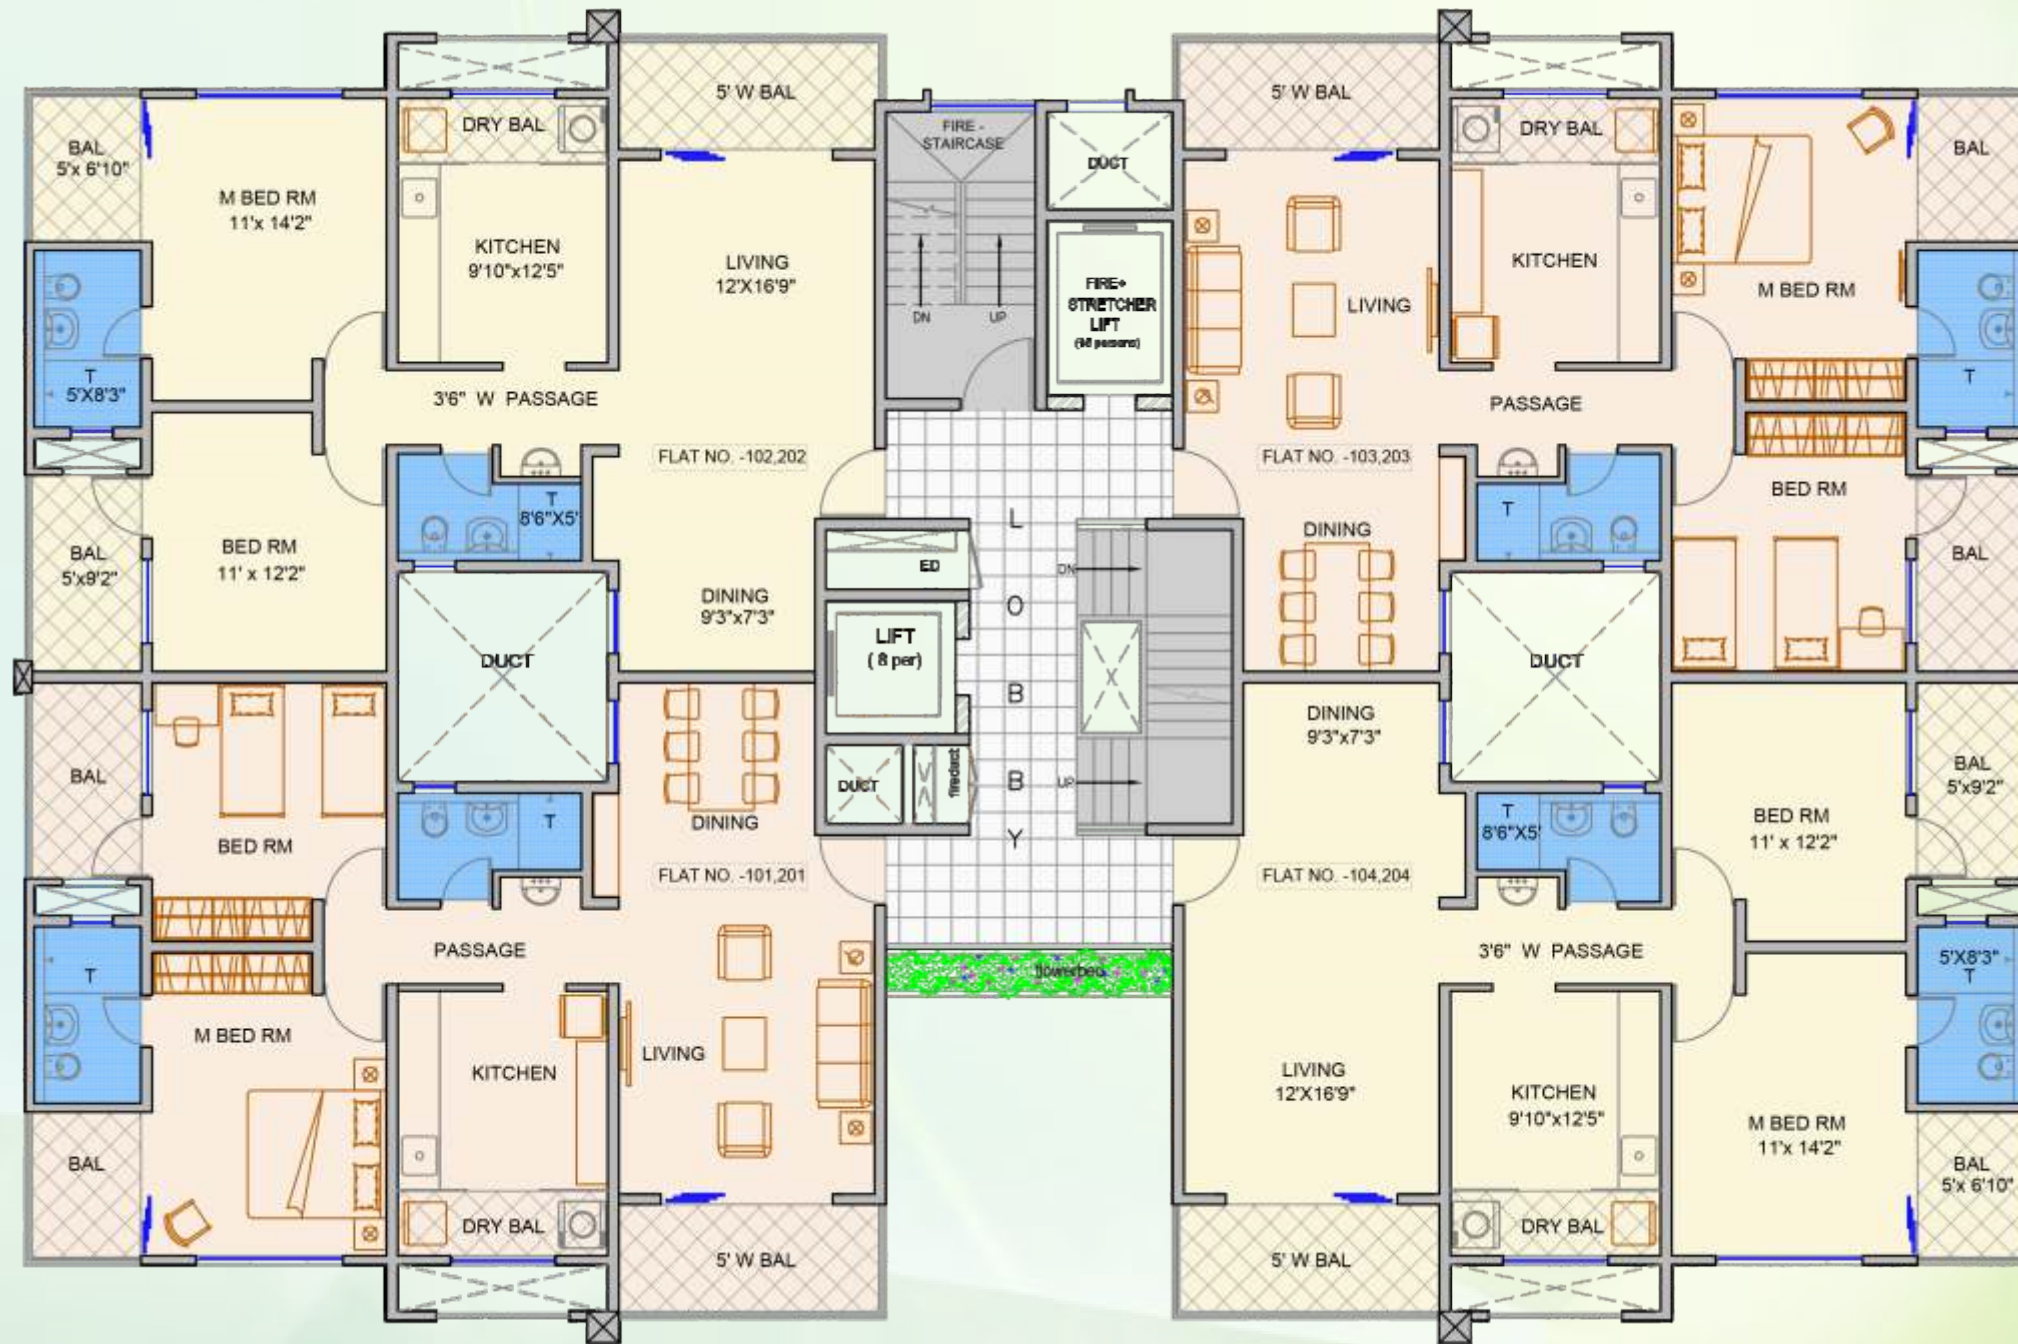 5' W BAL
5' W BAL
BAL
5'x 6'10"
M BED RM
11'x 14'2"
DRY BAL
KITCHEN
9'10"x12'5"
LIVING
12'X16'9"
FIRE -
STAIRCASE
DN
UP
DUCT
FIRE+
STRETCHER
LIFT
LIVING
DRY BAL
KITCHEN
M BED RM
BAL
T
5'X8'3"
3'6" W PASSAGE
FLAT NO. -102,202
T
8'6"X5'
BED RM
11' x 12'2"
BAL
5'x9'2"
DINING
9'3"x7'3"
DUCT
PASSAGE
FLAT NO. -103,203
T
T
BED RM
BAL
DINING
DUCT
ED
LIFT
( 8 per)
DUCT
fireduct
L
O
B
B
Y
DN
UP
BAL
BED RM
T
DINING
FLAT NO. -101,201
PASSAGE
T
M BED RM
BAL
KITCHEN
LIVING
DRY BAL
5' W BAL
flowerbed
DINING
9'3"x7'3"
T
8'6"X5'
BED RM
11' x 12'2"
BAL
5'x9'2"
FLAT NO. -104,204
3'6" W PASSAGE
5'X8'3"
T
LIVING
12'X16'9"
KITCHEN
9'10"x12'5"
M BED RM
11'x 14'2"
BAL
5'x 6'10"
DRY BAL
5' W BAL